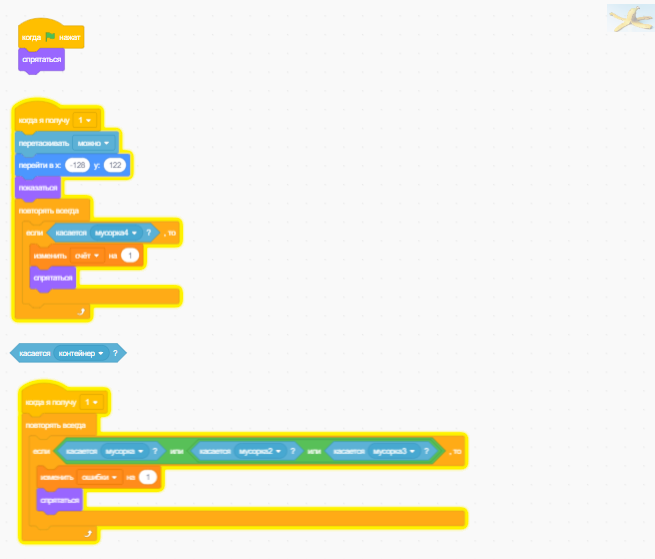 когда нажат
спрятаться
когда я получу 1
перетаскивать можно
перейти в x: -128 y: 122
показаться
повторять всегда
если касается мусорка4 ? , то
изменить счёт на 1
спрятаться
касается контейнер ?
когда я получу 1
повторять всегда
если касается мусорка ? или касается мусорка2 ? или касается мусорка3 ? , то
изменить ошибки на 1
спрятаться